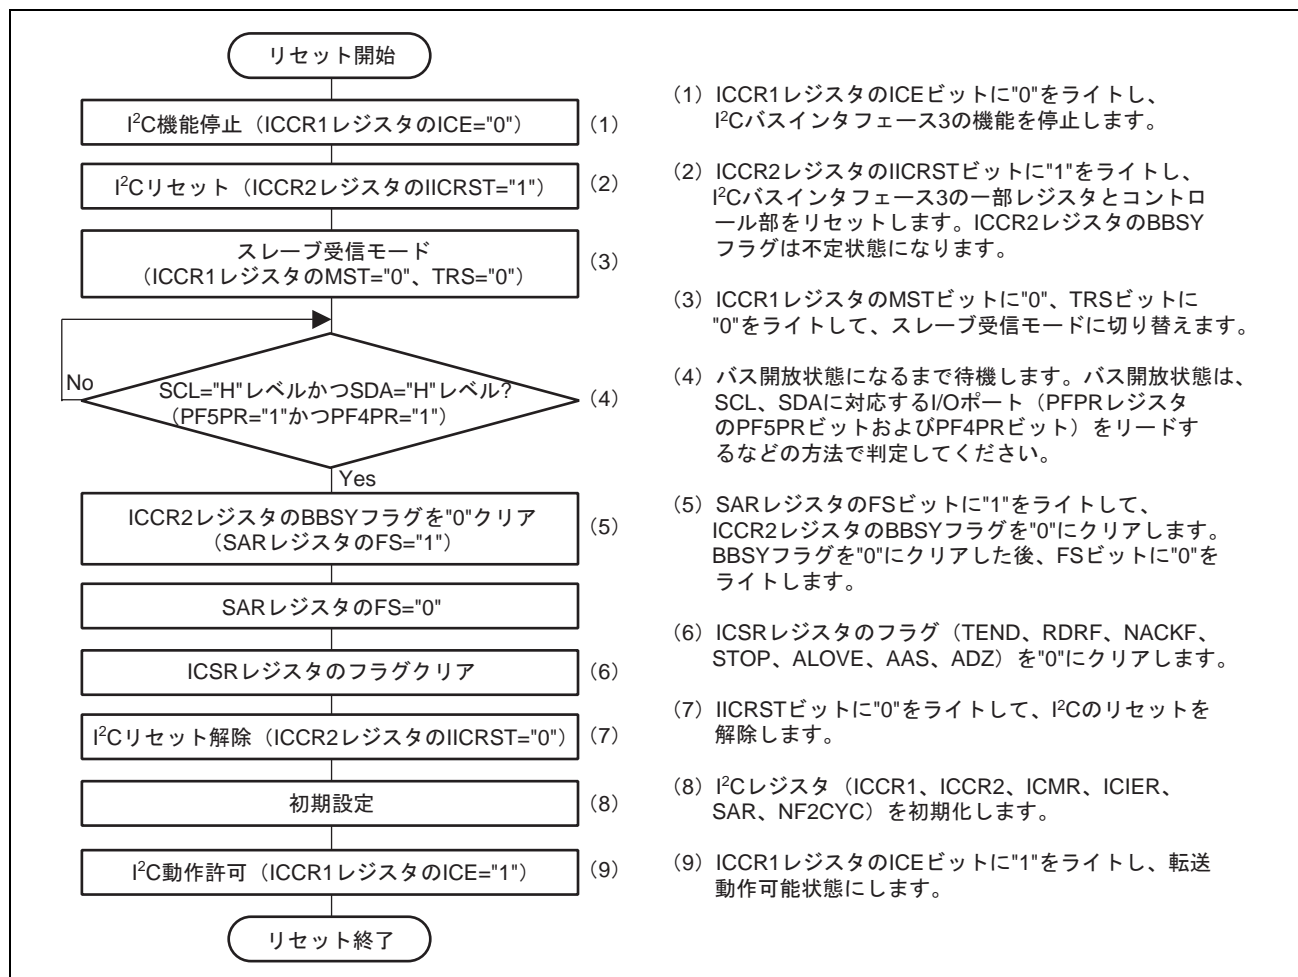 リセット開始
I²C機能停止（ICCR1レジスタのICE="0"）
（1）
I²Cリセット（ICCR2レジスタのIICRST="1"）
（2）
スレーブ受信モード
（ICCR1レジスタのMST="0"、TRS="0"）
（3）
No
SCL="H"レベルかつSDA="H"レベル?
（PF5PR="1"かつPF4PR="1"）
（4）
Yes
ICCR2レジスタのBBSYフラグを"0"クリア
（SARレジスタのFS="1"）
（5）
SARレジスタのFS="0"
ICSRレジスタのフラグクリア
（6）
I²Cリセット解除（ICCR2レジスタのIICRST="0"）
（7）
初期設定
（8）
I²C動作許可（ICCR1レジスタのICE="1"）
（9）
リセット終了
（1）ICCR1レジスタのICEビットに"0"をライトし、
I²Cバスインタフェース3の機能を停止します。
（2）ICCR2レジスタのIICRSTビットに"1"をライトし、
I²Cバスインタフェース3の一部レジスタとコントロ
ール部をリセットします。ICCR2レジスタのBBSY
フラグは不定状態になります。
（3）ICCR1レジスタのMSTビットに"0"、TRSビットに
"0"をライトして、スレーブ受信モードに切り替えます。
（4）バス開放状態になるまで待機します。バス開放状態は、
SCL、SDAに対応するI/Oポート（PFPRレジスタ
のPF5PRビットおよびPF4PRビット）をリードす
るなどの方法で判定してください。
（5）SARレジスタのFSビットに"1"をライトして、
ICCR2レジスタのBBSYフラグを"0"にクリアします。
BBSYフラグを"0"にクリアした後、FSビットに"0"を
ライトします。
（6）ICSRレジスタのフラグ（TEND、RDRF、NACKF、
STOP、ALOVE、AAS、ADZ）を"0"にクリアします。
（7）IICRSTビットに"0"をライトして、I²Cのリセットを
解除します。
（8）I²Cレジスタ（ICCR1、ICCR2、ICMR、ICIER、
SAR、NF2CYC）を初期化します。
（9）ICCR1レジスタのICEビットに"1"をライトし、転送
動作可能状態にします。